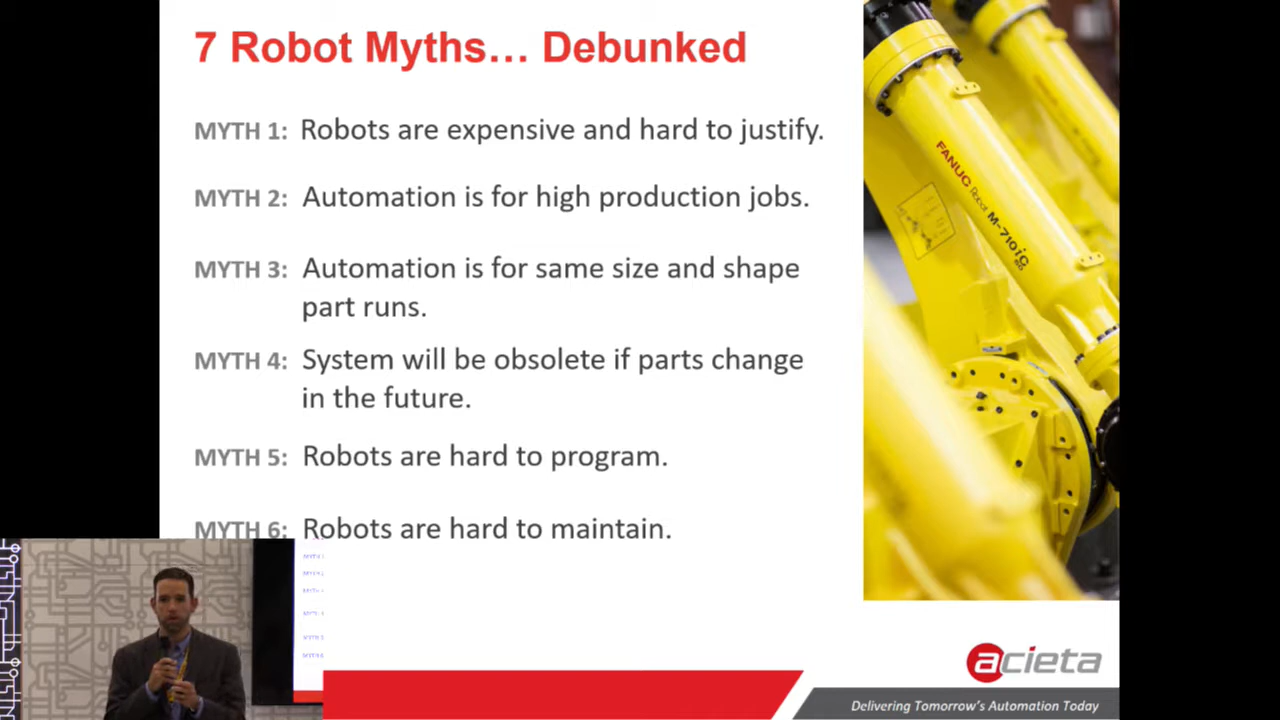 7 Robot Myths… Debunked
MYTH 1: Robots are expensive and hard to justify.
MYTH 2: Automation is for high production jobs.
MYTH 3: Automation is for same size and shape
part runs.
MYTH 4: System will be obsolete if parts change
in the future.
MYTH 5: Robots are hard to program.
MYTH 6: Robots are hard to maintain.
FANUC Robot M-710iC
acieta
Delivering Tomorrow's Automation Today